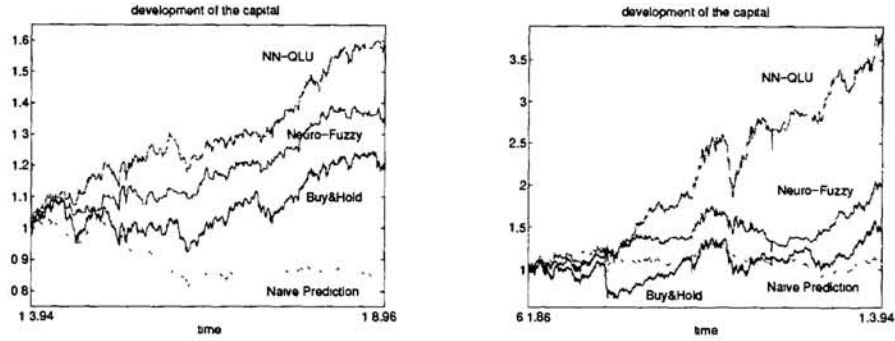 development of the capital
1.6
1.5
1.4
1.3
1.2
1.1
1
0.9
0 8
NN-QLU
Neuro-Fuzzy
Buy&Hold
Naive Prediction
1 3.94
1 8.96
time
development of the capital
3.5
3
2.5
2
1.5
1
NN-QLU
Neuro-Fuzzy
Buy&Hold
Naive Prediction
6 1.86
1.3.94
time